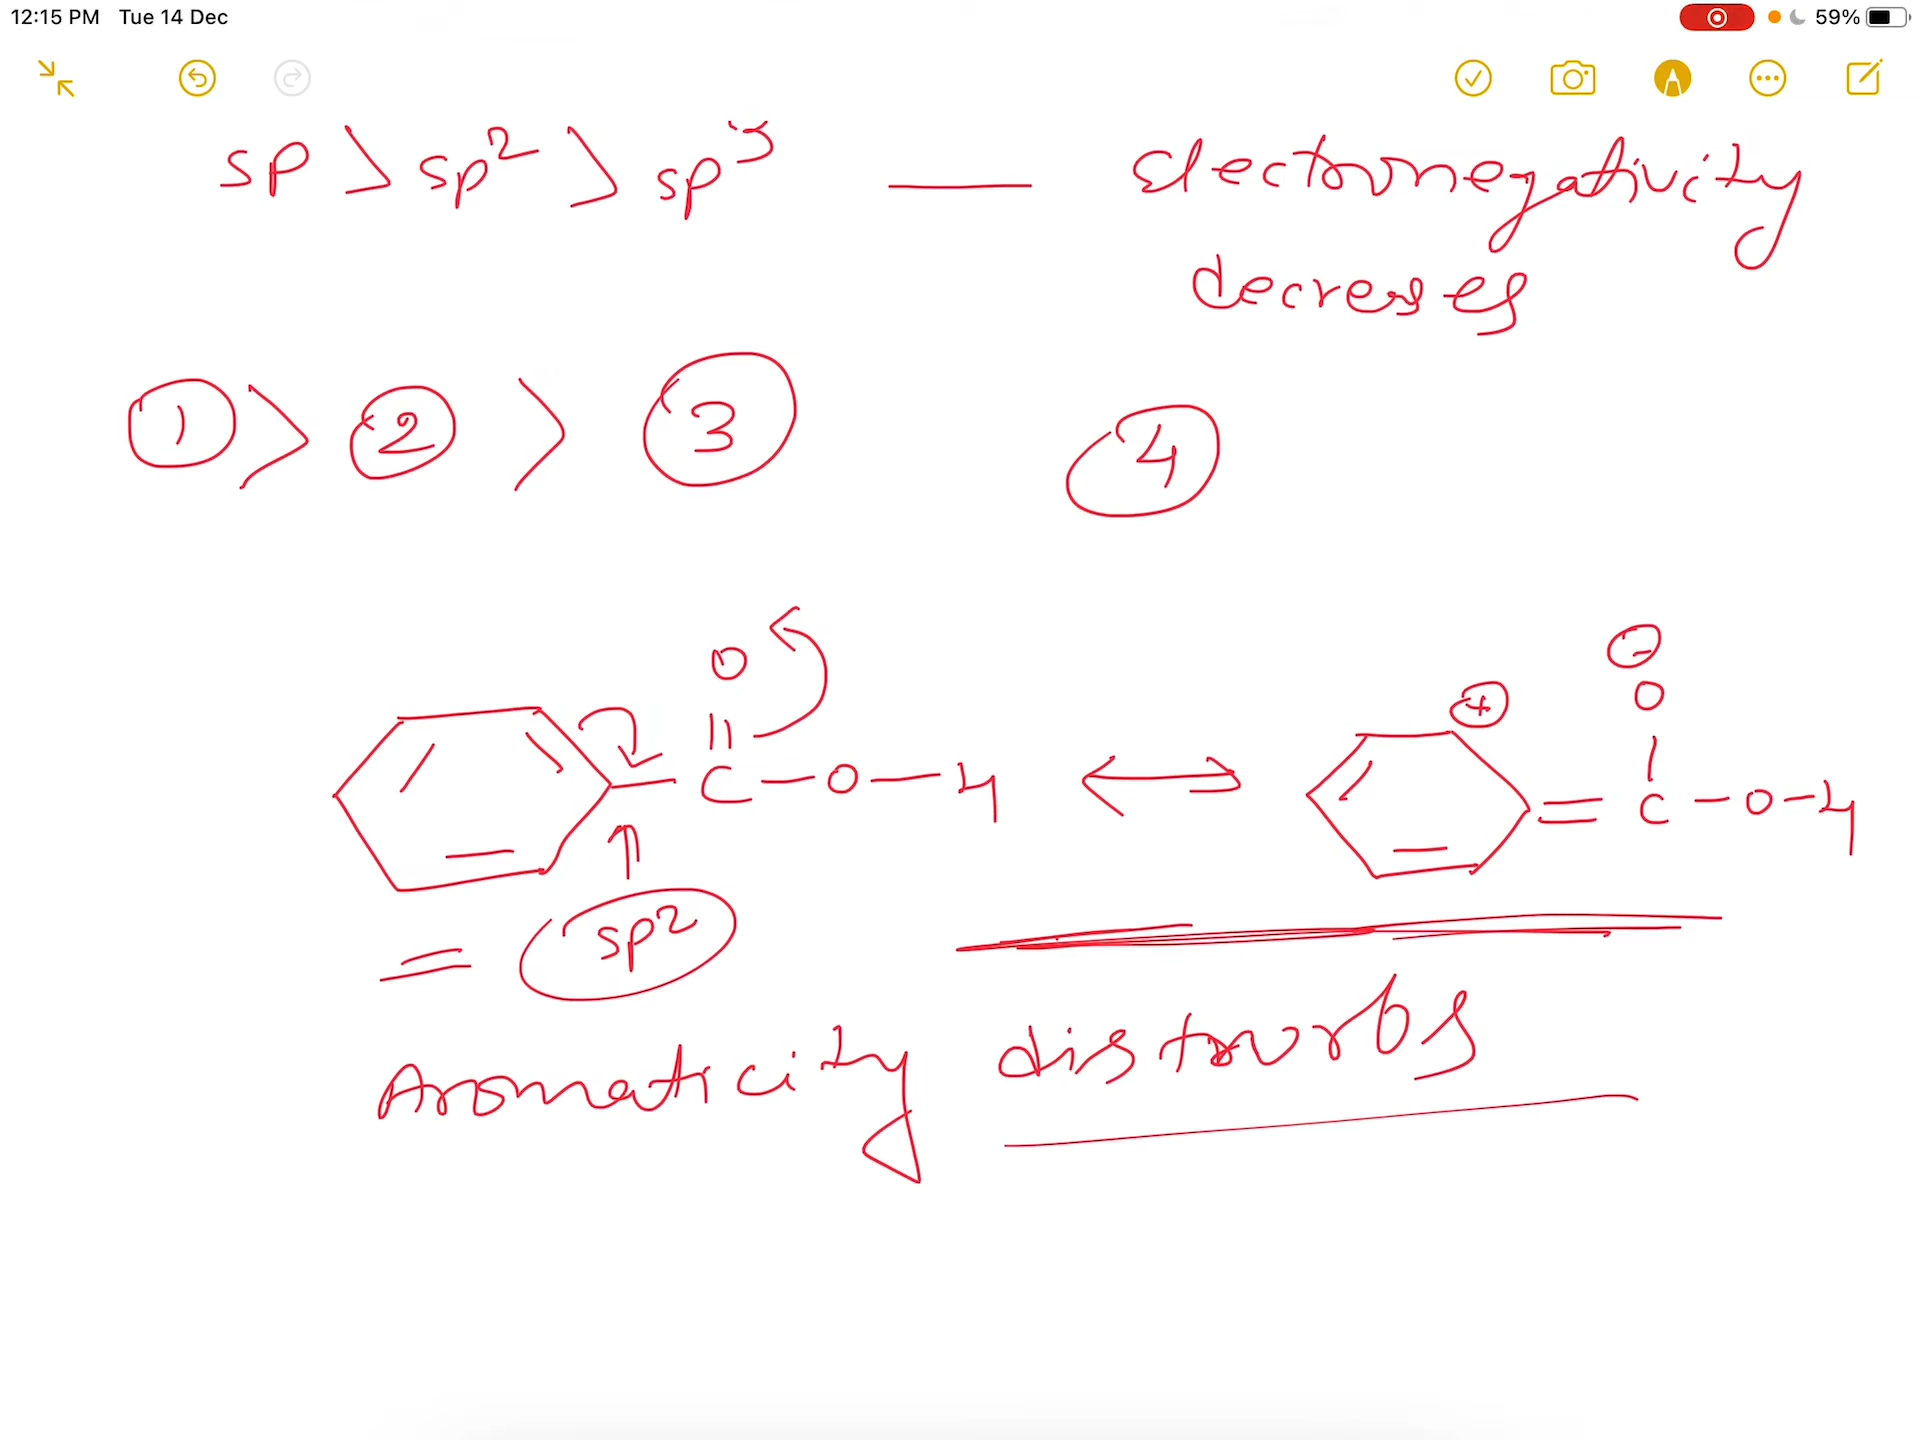 12:15 PM Tue 14 Dec 59%
sp > sp² > sp³ — Electronegativity
decreases
1 > 2 > 3 4
O ⊖
|| + O
C-O-H ↔ = C-O-H
= sp²
Aromaticity disturbs